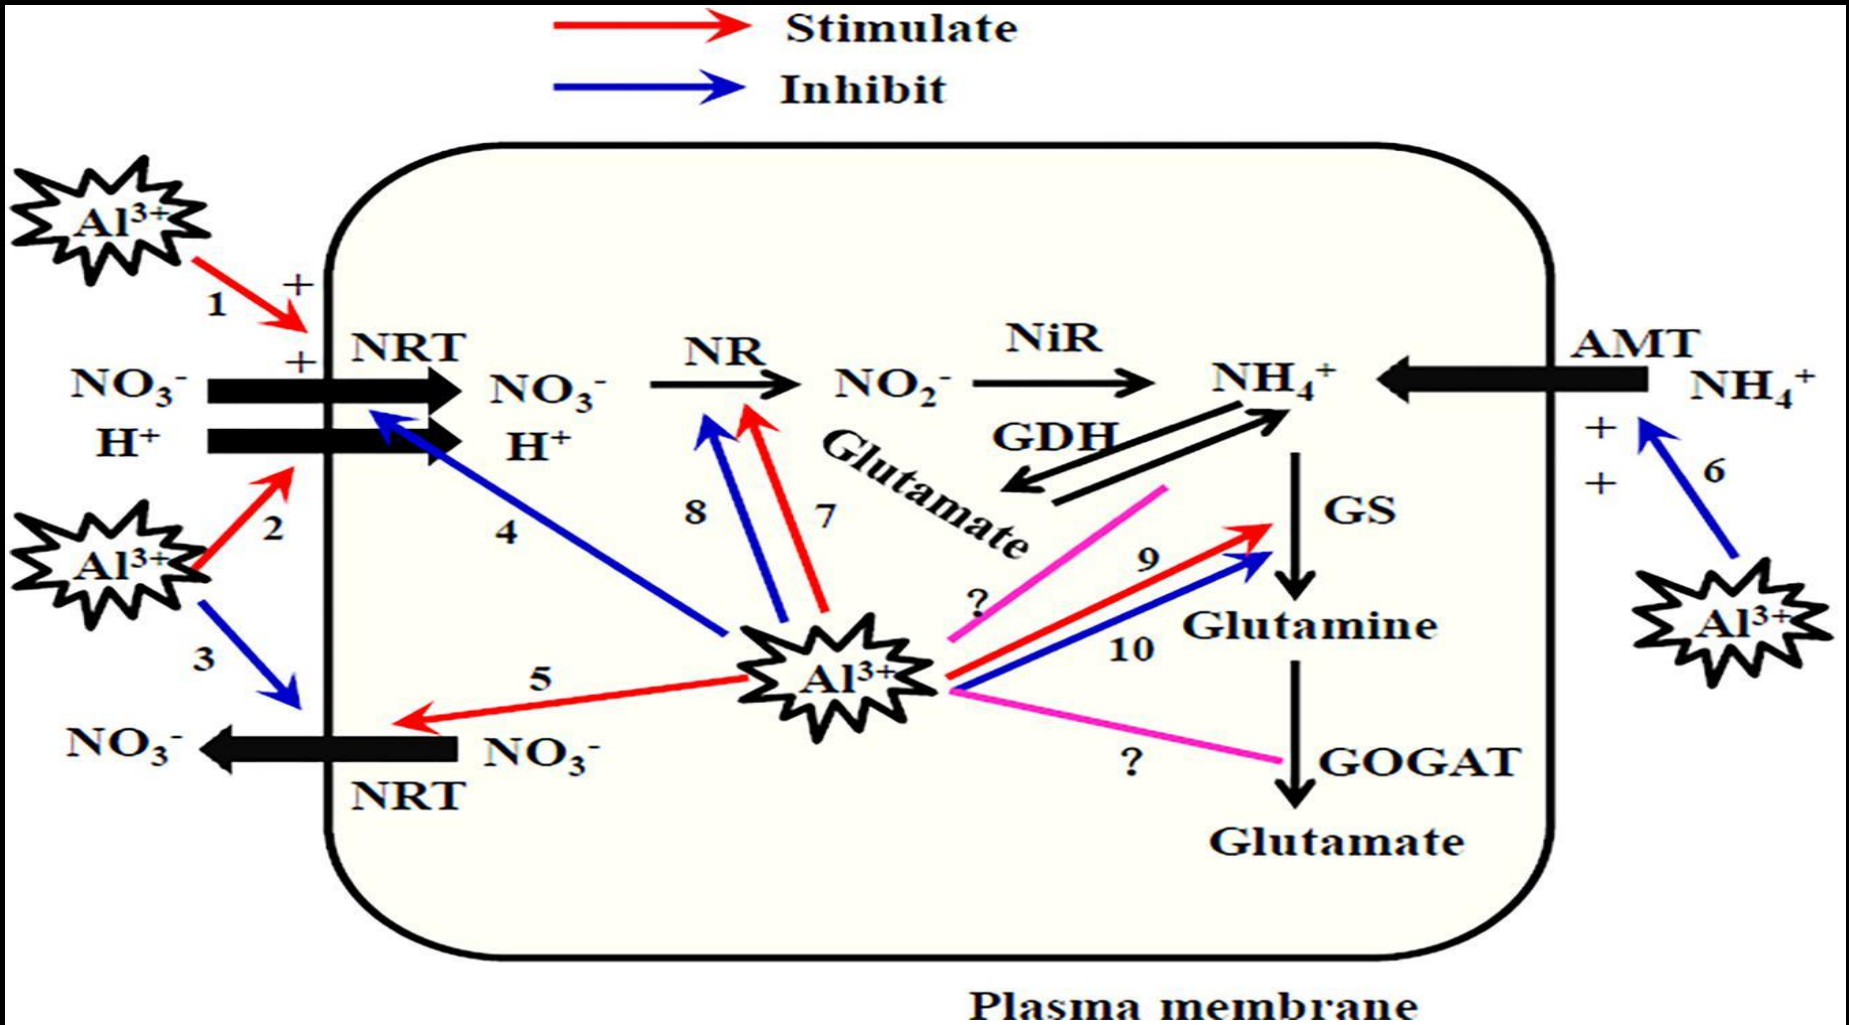 Stimulate
Inhibit
Al³⁺
1
+
+
NRT
NO₃⁻
NO₃⁻
NR
NO₂⁻
NiR
NH₄⁺
AMT
NH₄⁺
H⁺
H⁺
GDH
Glutamate
+
+
6
Al³⁺
2
Al³⁺
3
4
8
7
9
GS
?
10
Glutamine
Al³⁺
5
NO₃⁻
NO₃⁻
NRT
?
GOGAT
Glutamate
Plasma membrane